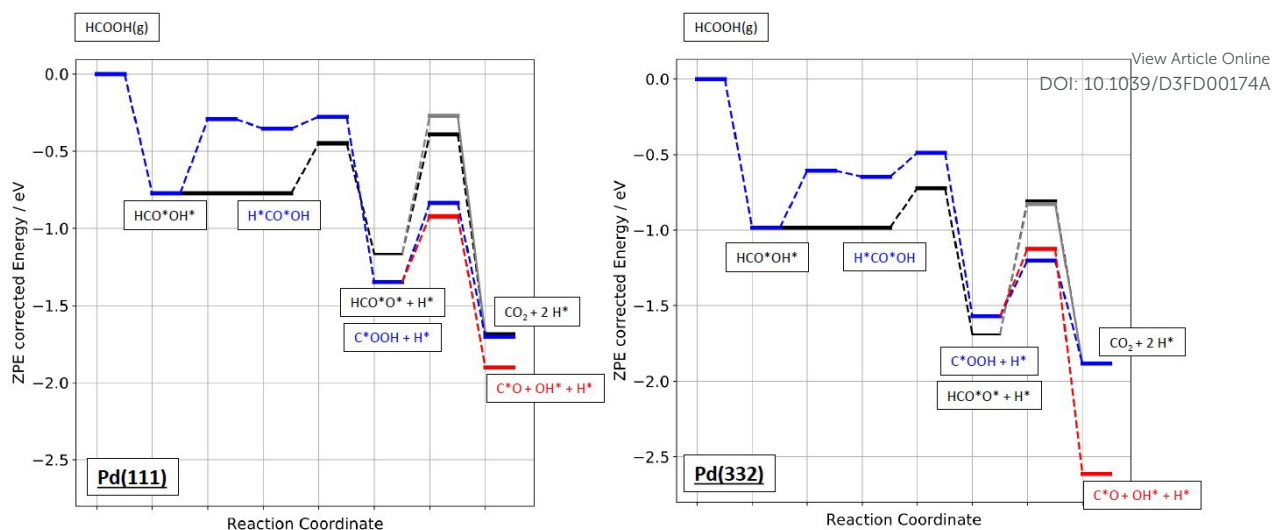 HCOOH(g)
0.0
−0.5
−1.0
−1.5
−2.0
−2.5
ZPE corrected Energy / eV
HCO*OH*
H*CO*OH
HCO*O* + H*
C*OOH + H*
CO₂ + 2 H*
C*O + OH* + H*
Pd(111)
Reaction Coordinate
HCOOH(g)
View Article Online
DOI: 10.1039/D3FD00174A
0.0
−0.5
−1.0
−1.5
−2.0
−2.5
ZPE corrected Energy / eV
HCO*OH*
H*CO*OH
C*OOH + H*
HCO*O* + H*
CO₂ + 2 H*
C*O + OH* + H*
Pd(332)
Reaction Coordinate